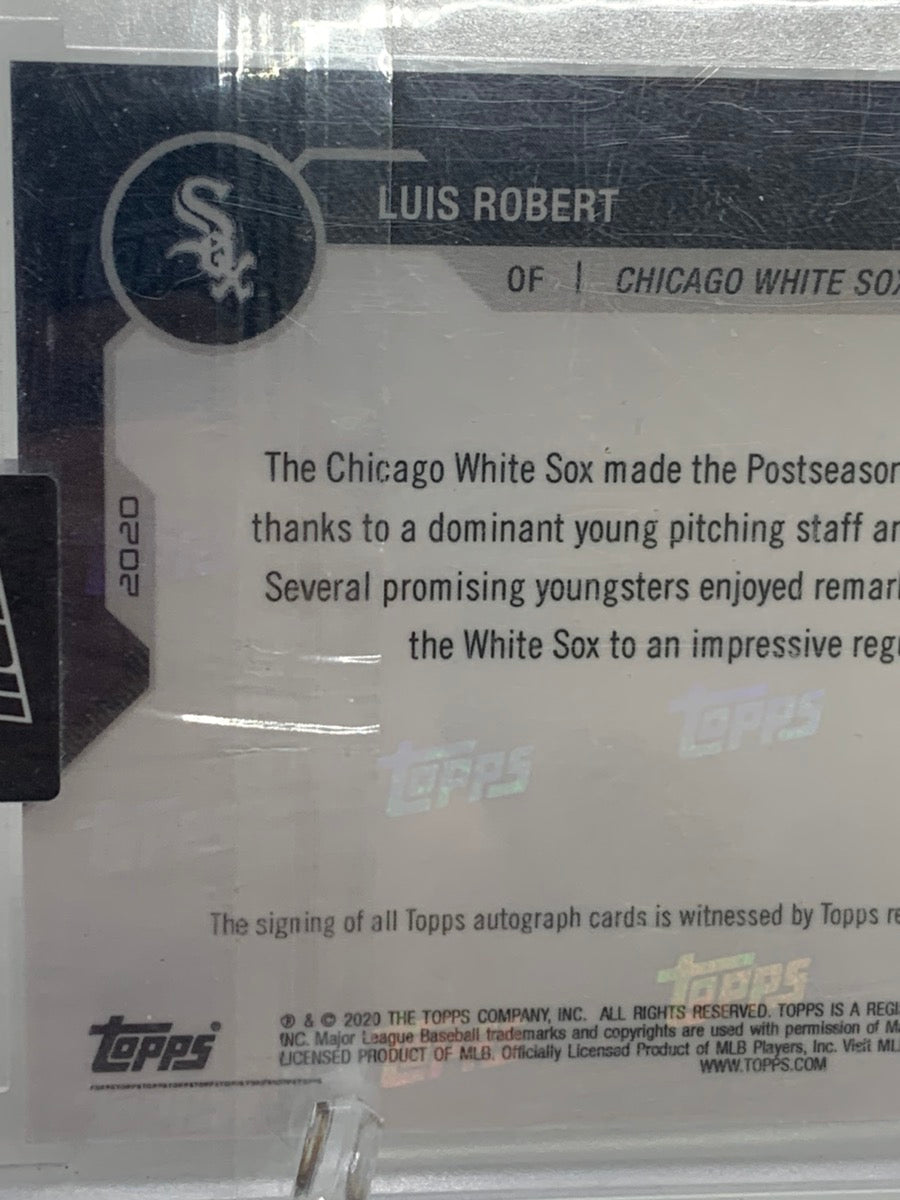 Sox
LUIS ROBERT
OF | CHICAGO WHITE SOX
The Chicago White Sox made the Postseason
thanks to a dominant young pitching staff
2020
Several promising youngsters enjoyed
the White Sox to an impressive
Topps
Topps
The signing of all Topps autograph cards is witnessed by Topps
Topps
Topps
® & © 2020 THE TOPPS COMPANY, INC. ALL RIGHTS RESERVED. TOPPS IS A
INC. Major League Baseball trademarks and copyrights are used with permission of
LICENSED PRODUCT OF MLB. Officially Licensed Product of MLB Players, Inc. Visit
WWW.TOPPS.COM